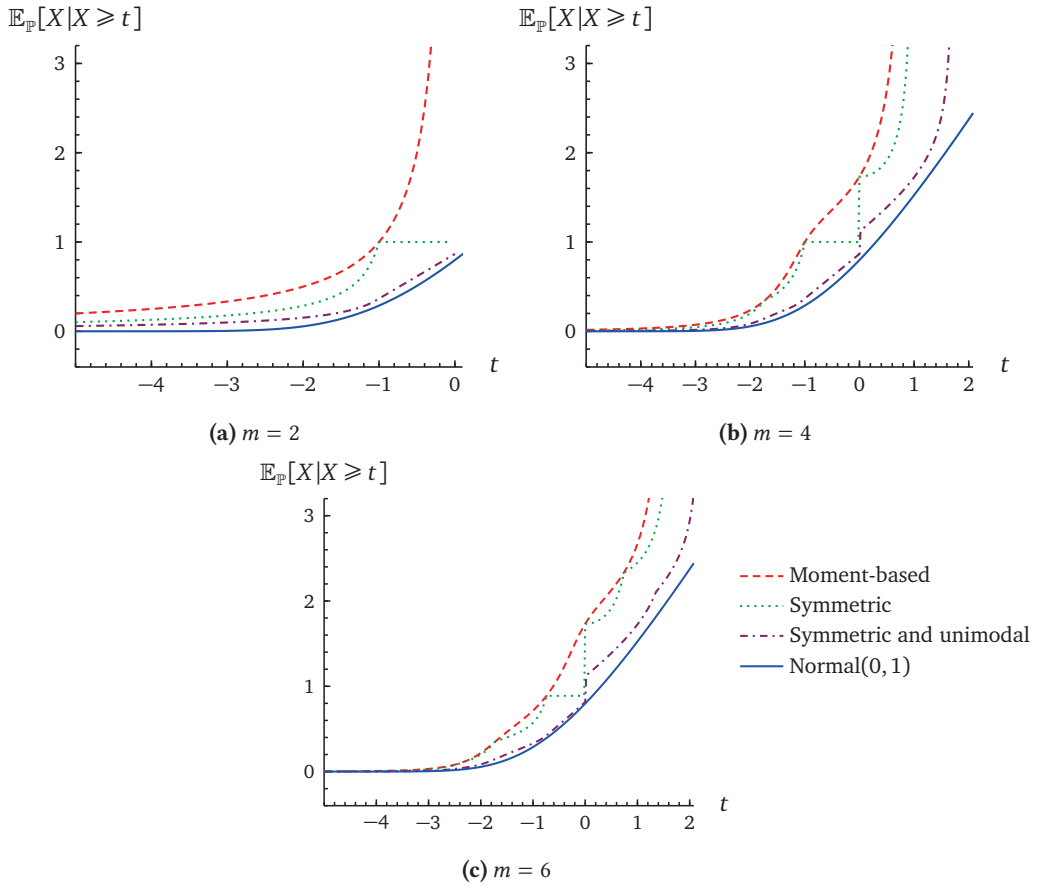 𝔼ℙ[X|X ⩾ t]
3
2
1
0
−4 −3 −2 −1 0 t
(a) m = 2
𝔼ℙ[X|X ⩾ t]
3
2
1
0
−4 −3 −2 −1 0 1 2 t
(b) m = 4
𝔼ℙ[X|X ⩾ t]
3
2
1
0
−4 −3 −2 −1 0 1 2 t
(c) m = 6
Moment-based
Symmetric
Symmetric and unimodal
Normal(0, 1)